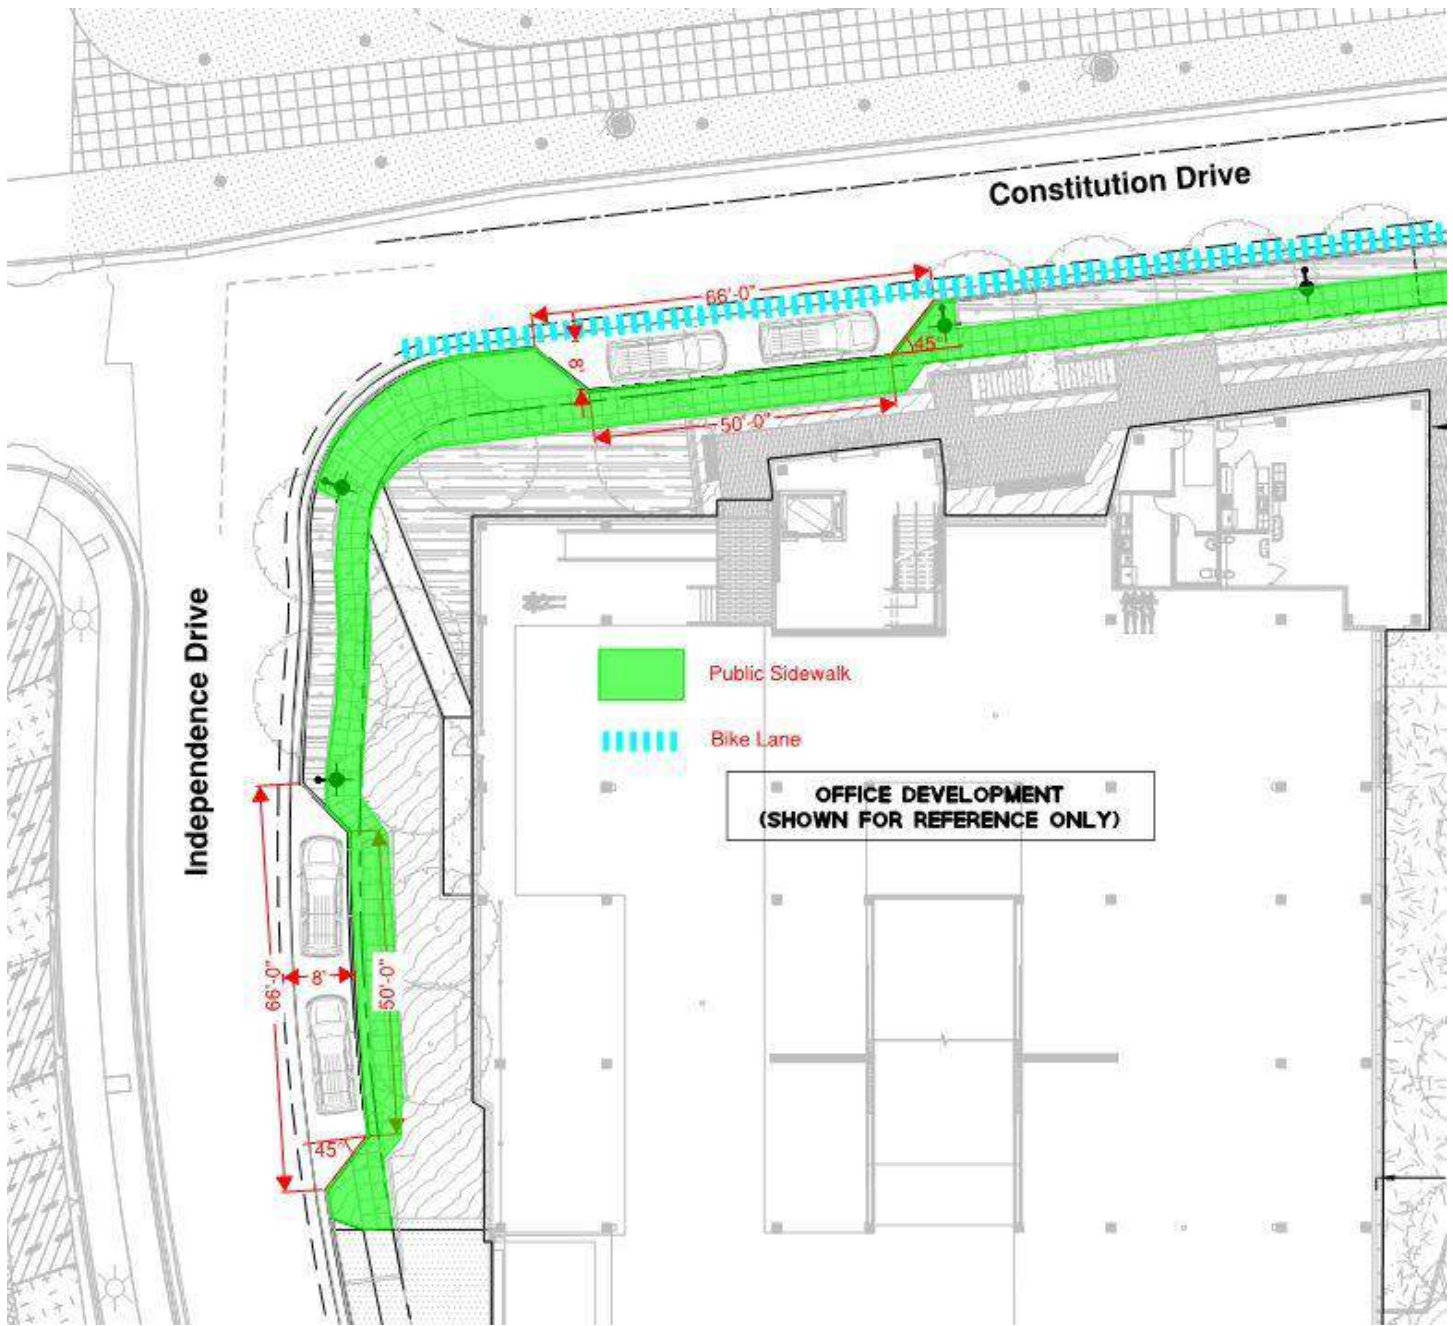 Constitution Drive
66'-0"
8'
45°
50'-0"
Independence Drive
Public Sidewalk
Bike Lane
OFFICE DEVELOPMENT
(SHOWN FOR REFERENCE ONLY)
66'-0"
8'
50'-0"
45°